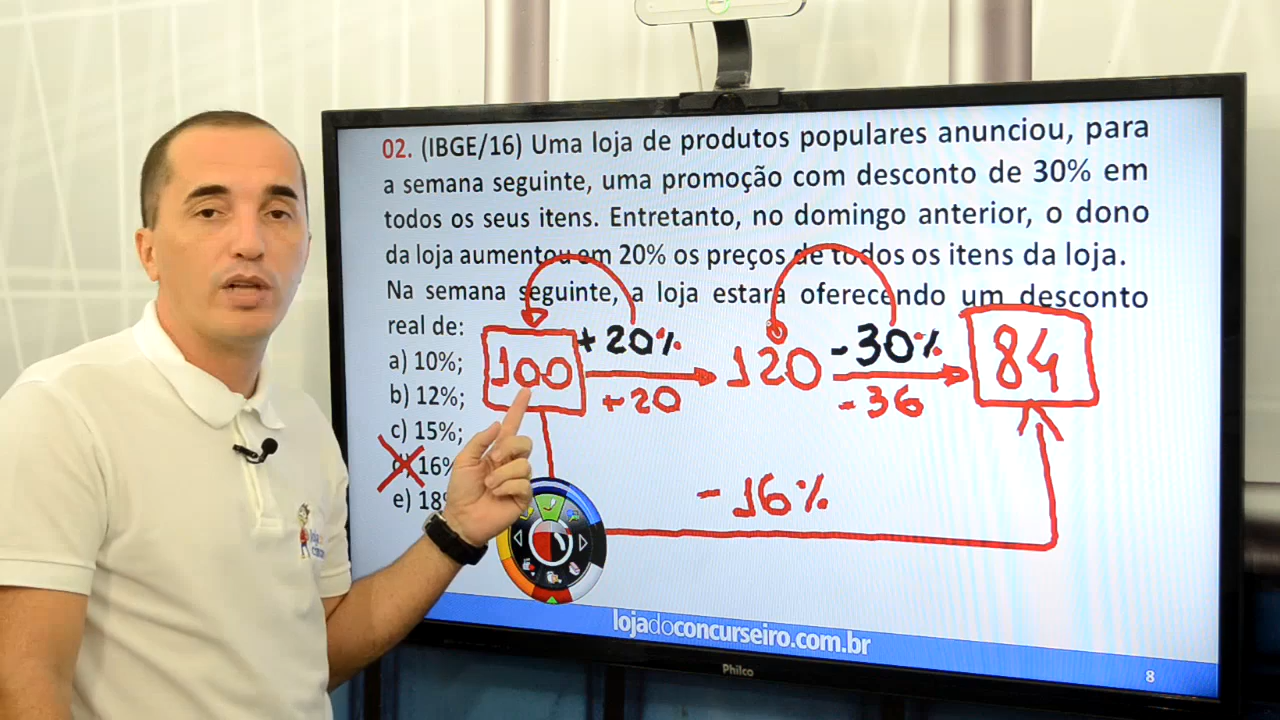 02. (IBGE/16) Uma loja de produtos populares anunciou, para
a semana seguinte, uma promoção com desconto de 30% em
todos os seus itens. Entretanto, no domingo anterior, o dono
da loja aumentou em 20% os preços de todos os itens da loja.
Na semana seguinte, a loja estará oferecendo um desconto
real de:
a) 10%;
b) 12%;
c) 15%;
d) 16%
e) 18%
100 +20% +20 120 -30% -36 84
-16%
lojadoconcurseiro.com.br
Philco
8